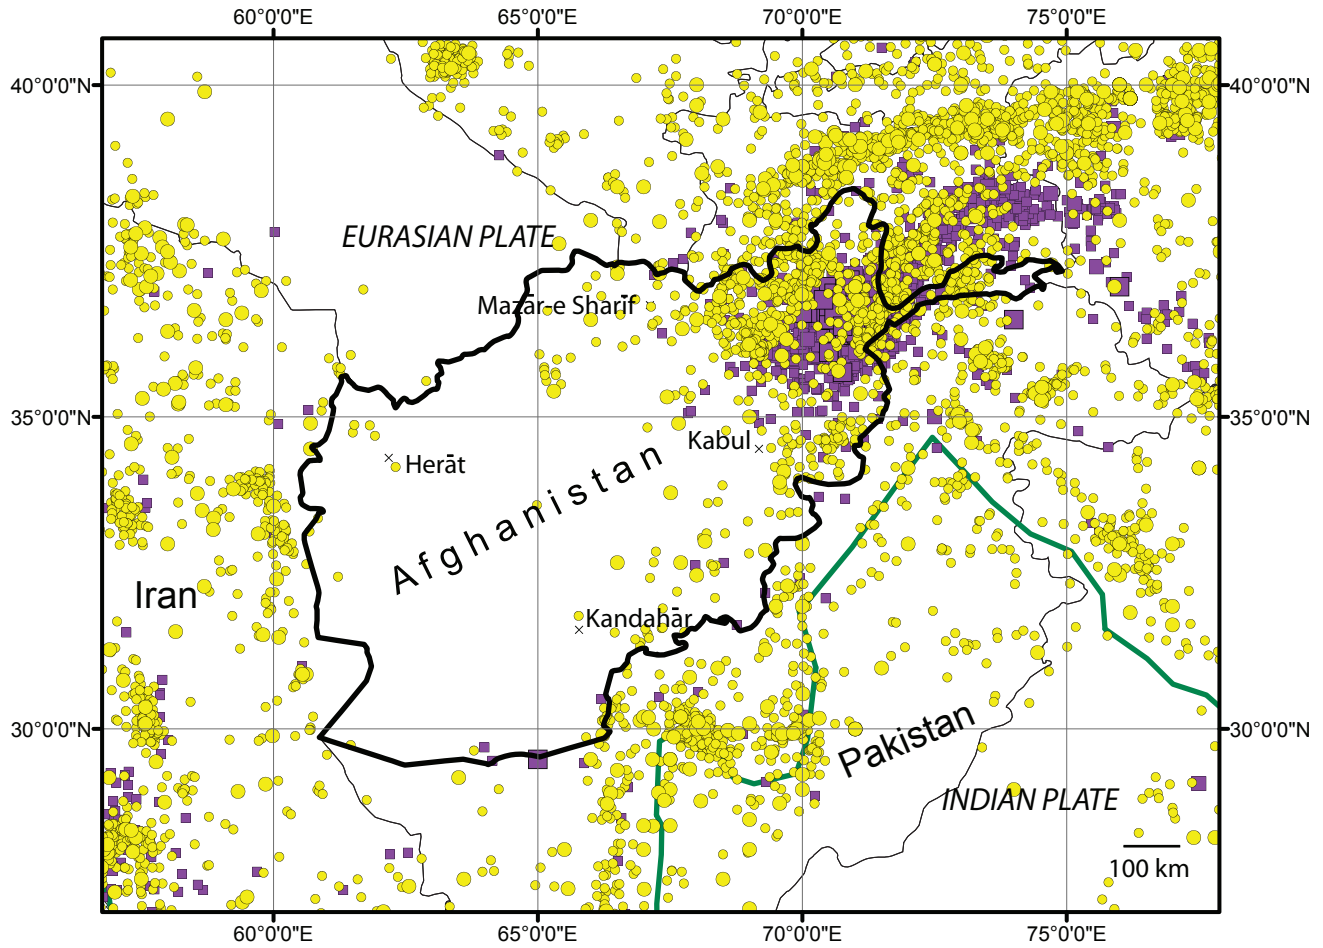 60°0'0"E 65°0'0"E 70°0'0"E 75°0'0"E
40°0'0"N 40°0'0"N
EURASIAN PLATE
Mazār-e Sharīf
35°0'0"N 35°0'0"N
Kabul
Herāt
Afghanistan
Iran
Kandahār
30°0'0"N 30°0'0"N
Pakistan
INDIAN PLATE
100 km
60°0'0"E 65°0'0"E 70°0'0"E 75°0'0"E